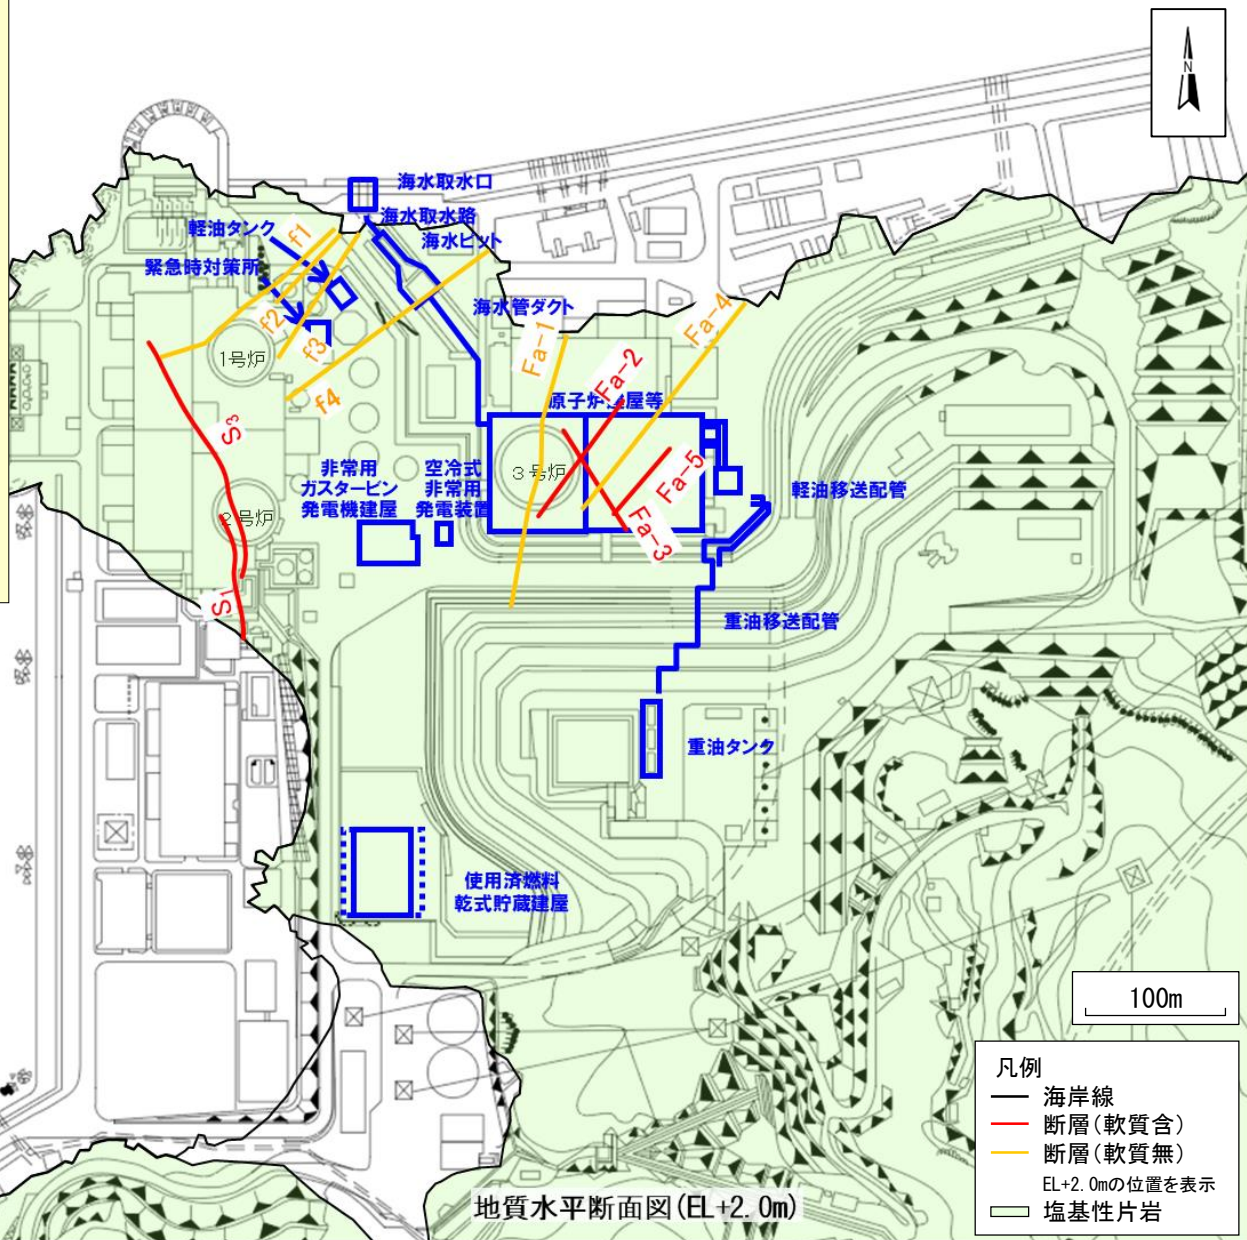 N
海水取水口
海水取水路
軽油タンク
f1
海水ピット
緊急時対策所
海水管ダクト
f2
f3
Fa-1
Fa-4
1号炉
Fa-2
f4
原子炉建屋等
S3
非常用
ガスタービン
発電機建屋
空冷式
非常用
発電装置
3号炉
Fa-5
軽油移送配管
2号炉
Fa-3
S1
重油移送配管
重油タンク
使用済燃料
乾式貯蔵建屋
100m
凡例
海岸線
断層(軟質含)
断層(軟質無)
EL+2.0mの位置を表示
塩基性片岩
地質水平断面図(EL+2.0m)